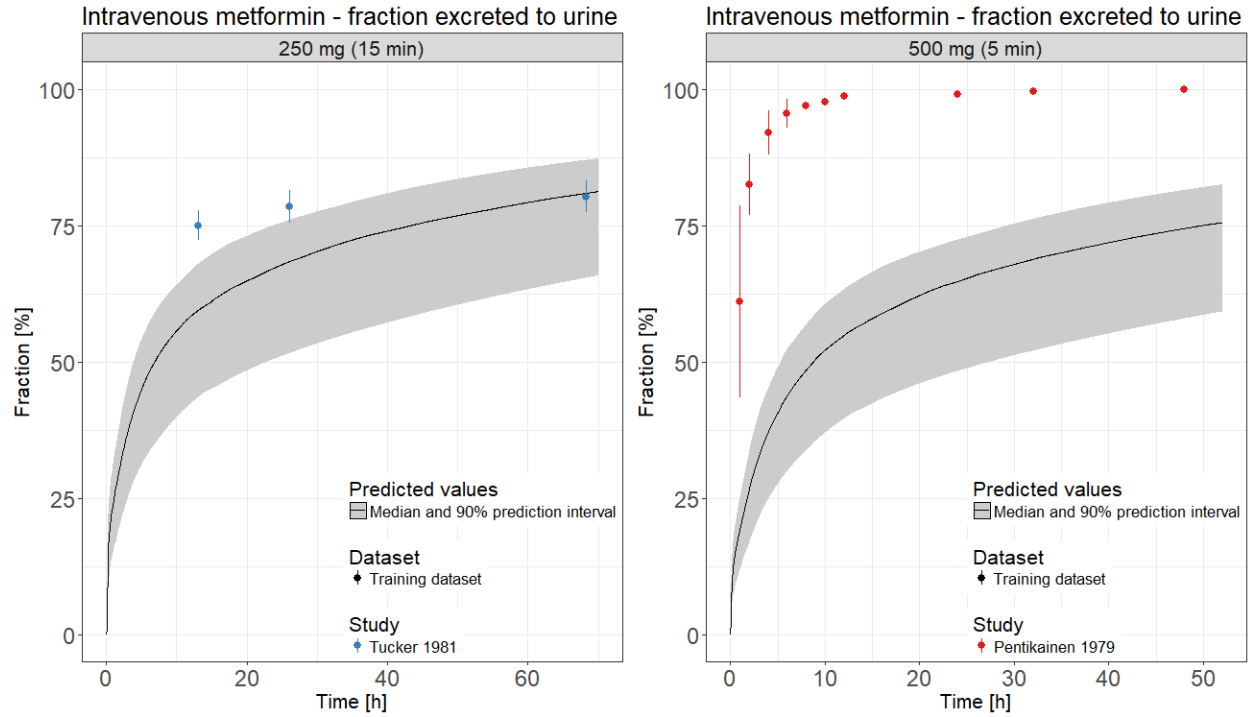 Intravenous metformin - fraction excreted to urine
250 mg (15 min)
Fraction [%]
100
75
50
25
0
Predicted values
Median and 90% prediction interval
Dataset
Training dataset
Study
Tucker 1981
0
20
40
60
Time [h]
Intravenous metformin - fraction excreted to urine
500 mg (5 min)
Fraction [%]
100
75
50
25
0
Predicted values
Median and 90% prediction interval
Dataset
Training dataset
Study
Pentikainen 1979
0
10
20
30
40
50
Time [h]